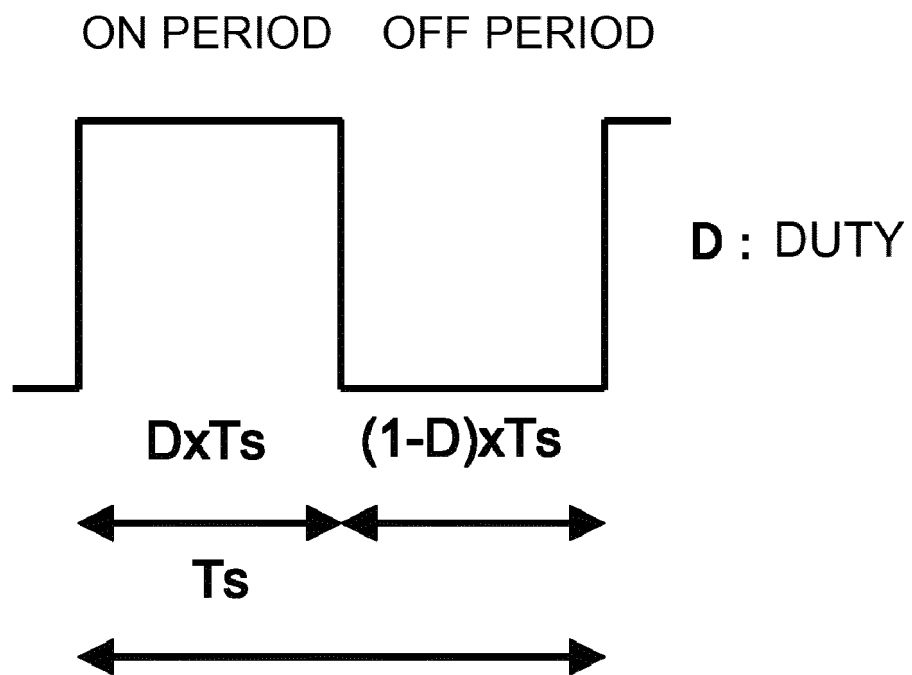 ON PERIOD OFF PERIOD
D : DUTY
DxTs (1-D)xTs
Ts